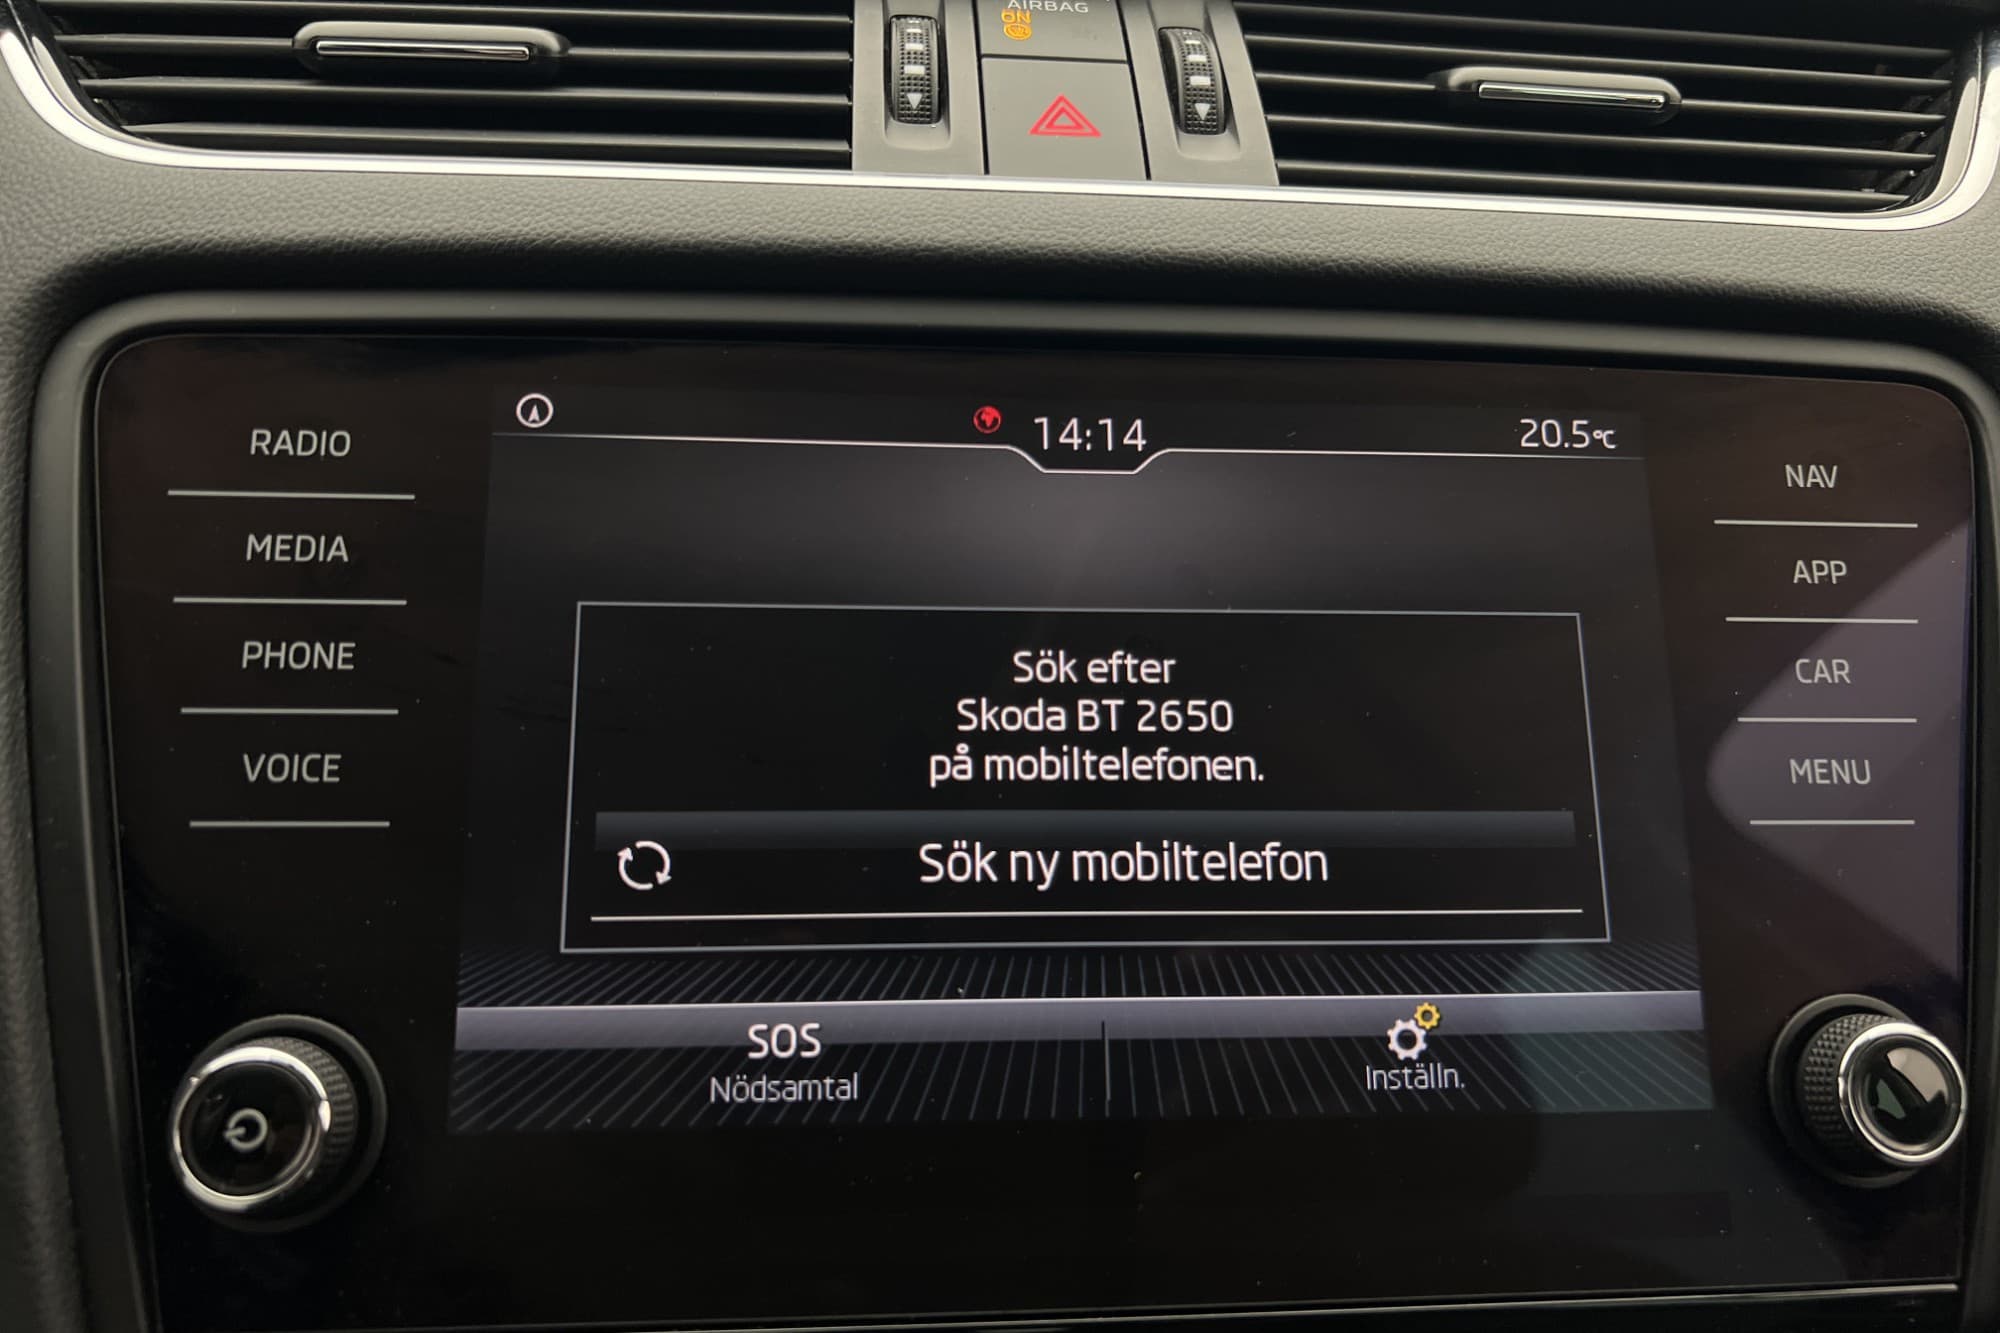 AIRBAG
ON
14:14
20.5°C
RADIO
MEDIA
PHONE
VOICE
NAV
APP
CAR
MENU
Sök efter
Skoda BT 2650
på mobiltelefonen.
Sök ny mobiltelefon
SOS
Nödsamtal
Inställn.